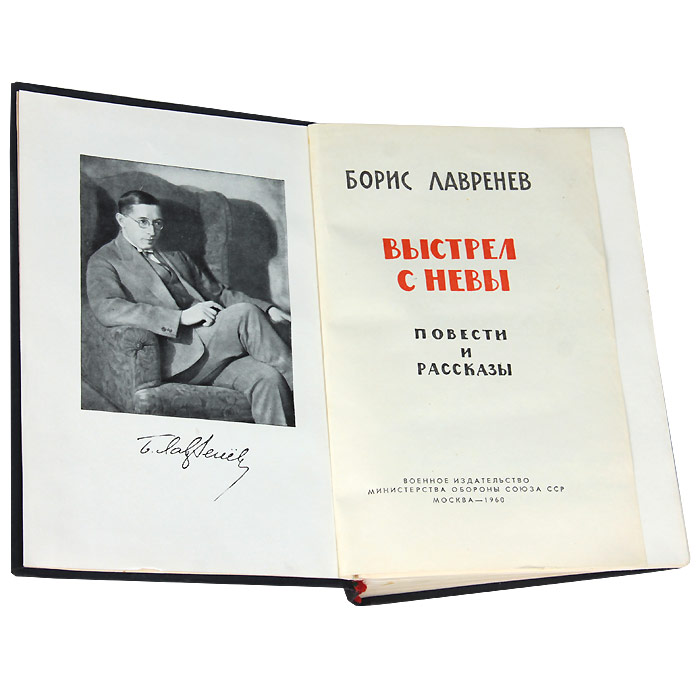 Б. Лавренёв
БОРИС ЛАВРЕНЕВ
ВЫСТРЕЛ
С НЕВЫ
ПОВЕСТИ
И
РАССКАЗЫ
ВОЕННОЕ ИЗДАТЕЛЬСТВО
МИНИСТЕРСТВА ОБОРОНЫ СОЮЗА ССР
МОСКВА—1960